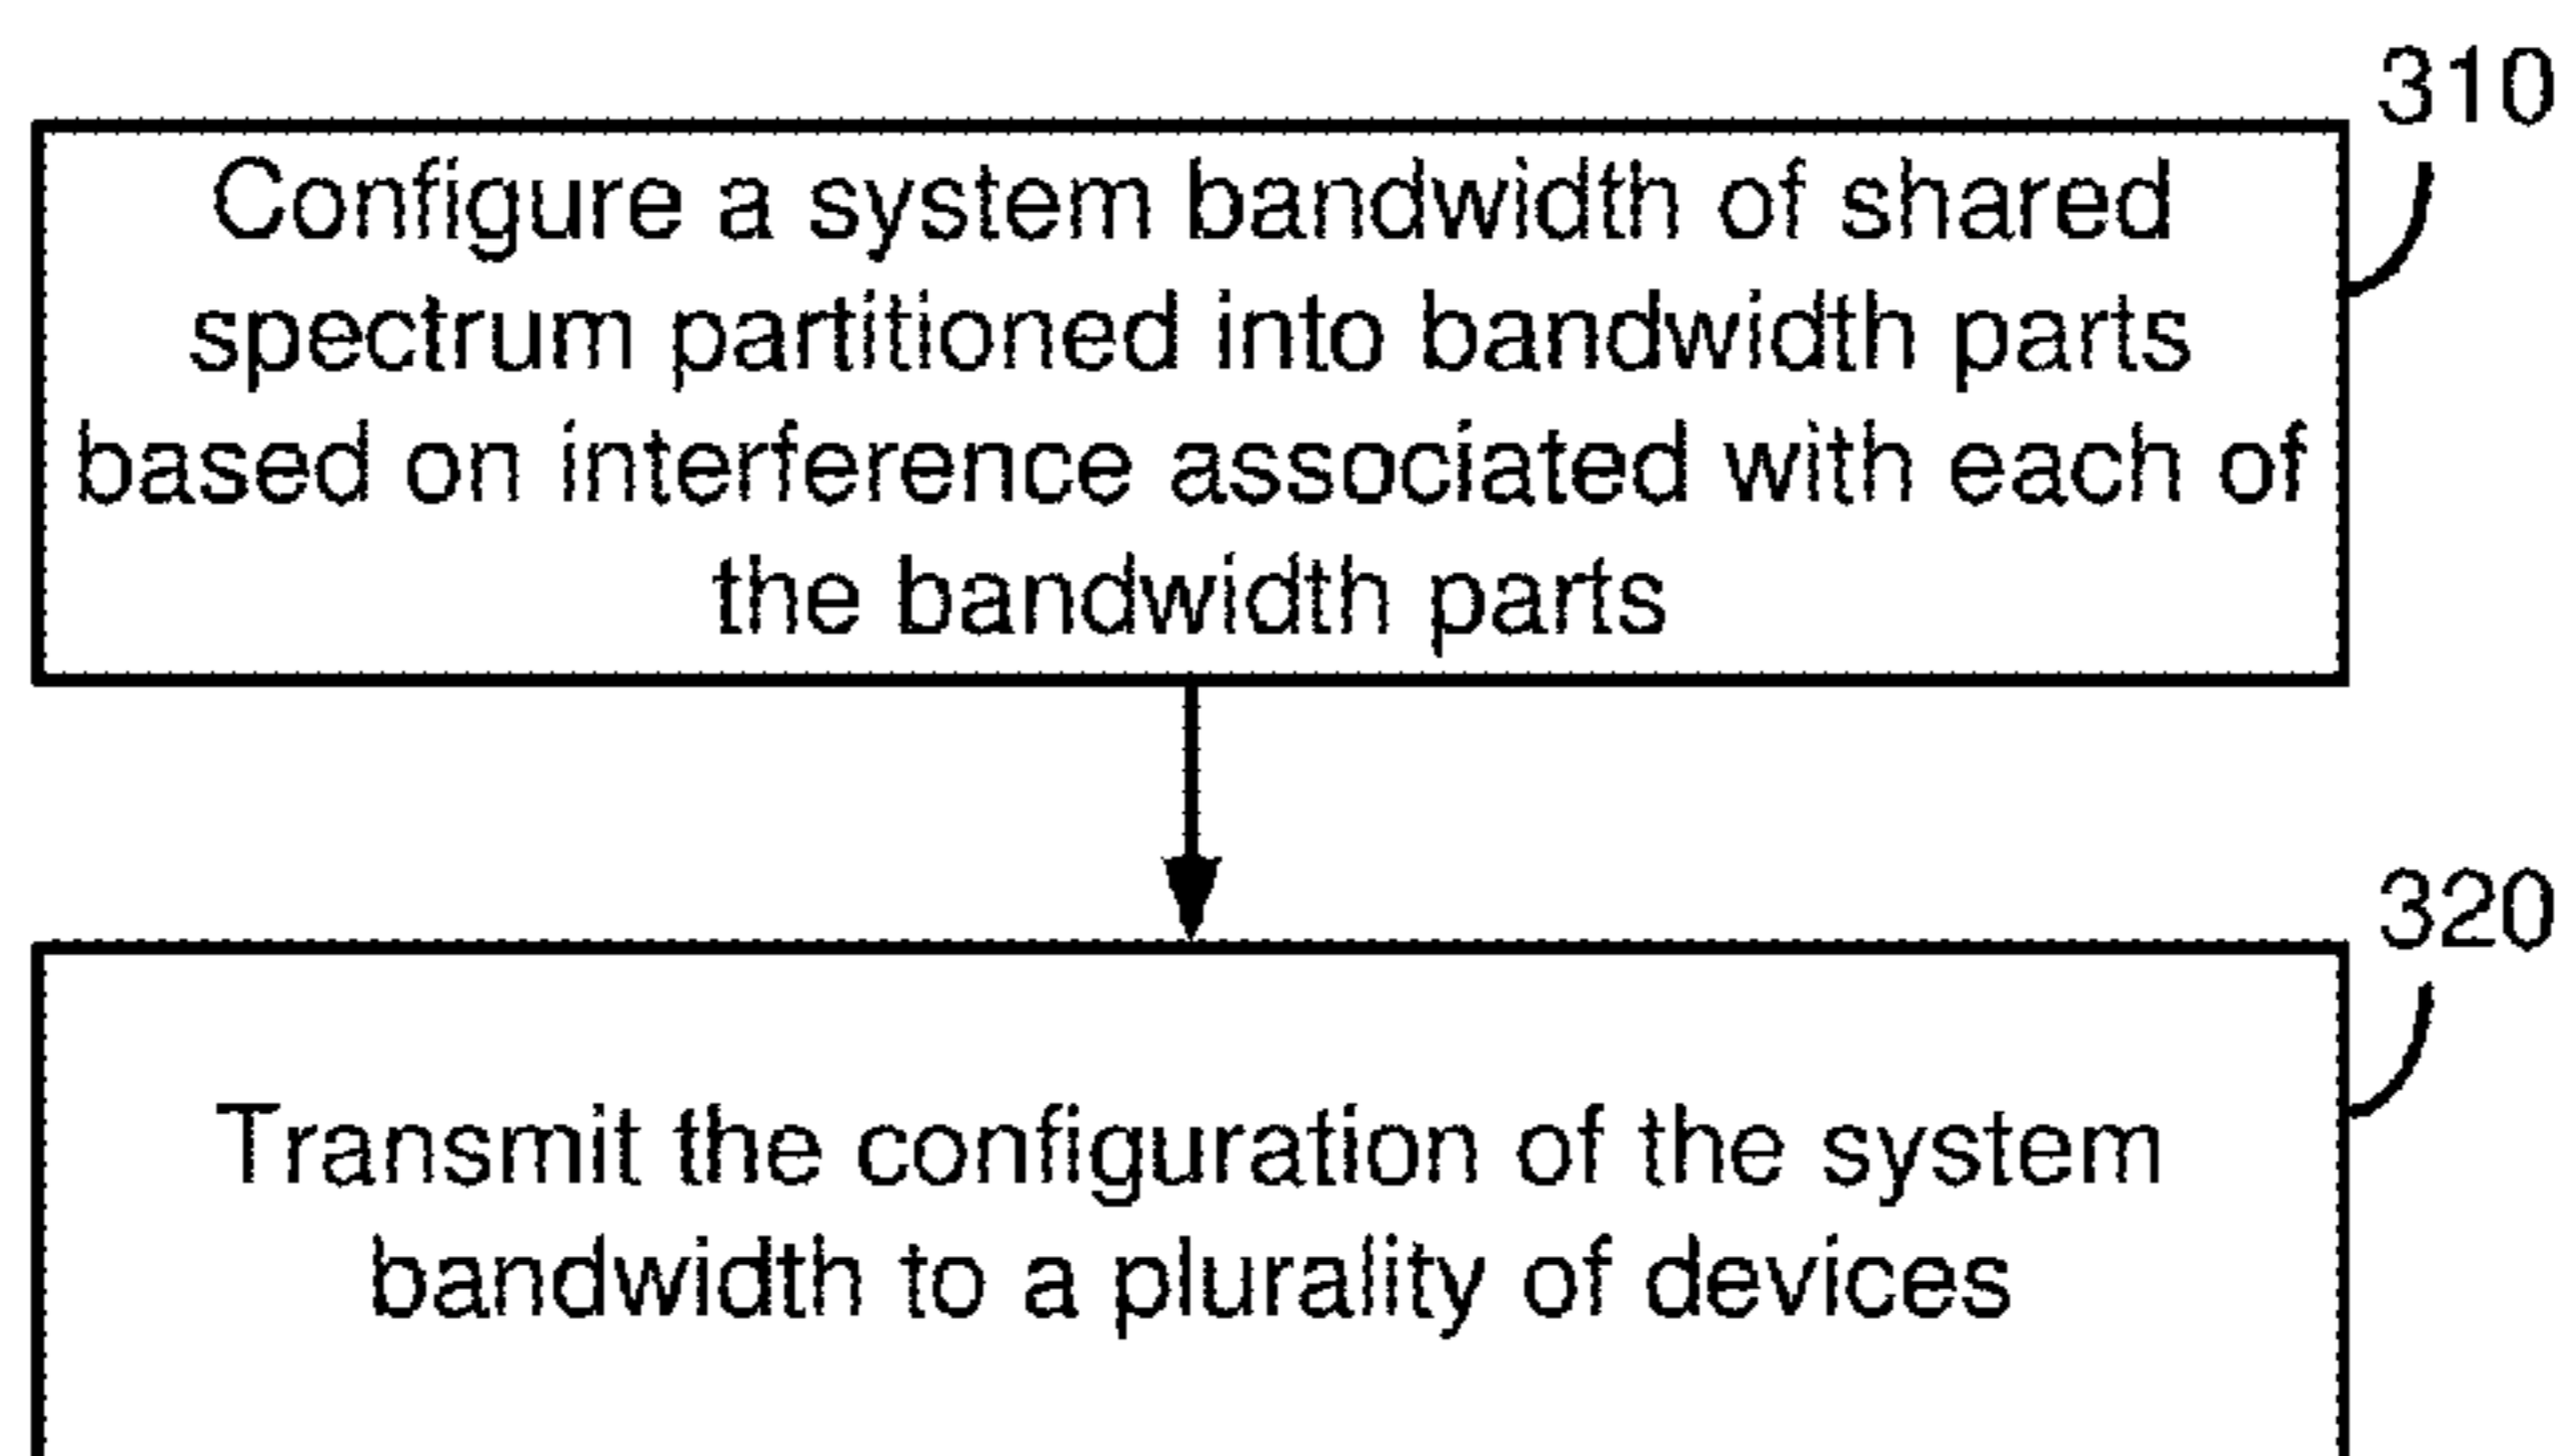 310
Configure a system bandwidth of shared
spectrum partitioned into bandwidth parts
based on interference associated with each of
the bandwidth parts
320
Transmit the configuration of the system
bandwidth to a plurality of devices